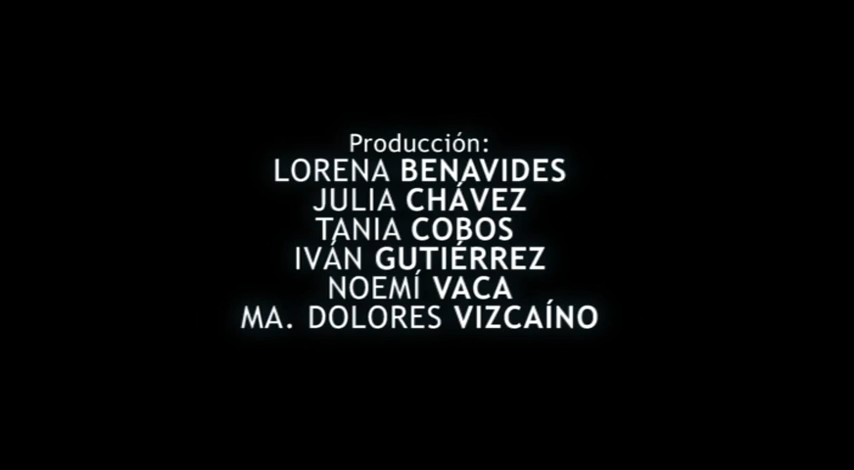 Producción:
LORENA BENAVIDES
JULIA CHÁVEZ
TANIA COBOS
IVÁN GUTIÉRREZ
NOEMÍ VACA
MA. DOLORES VIZCAÍNO